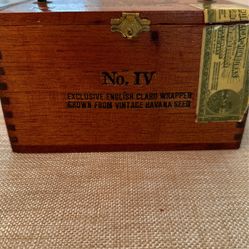 No. IV
EXCLUSIVE ENGLISH CLARO WRAPPER
GROWN FROM VINTAGE HAVANA SEED